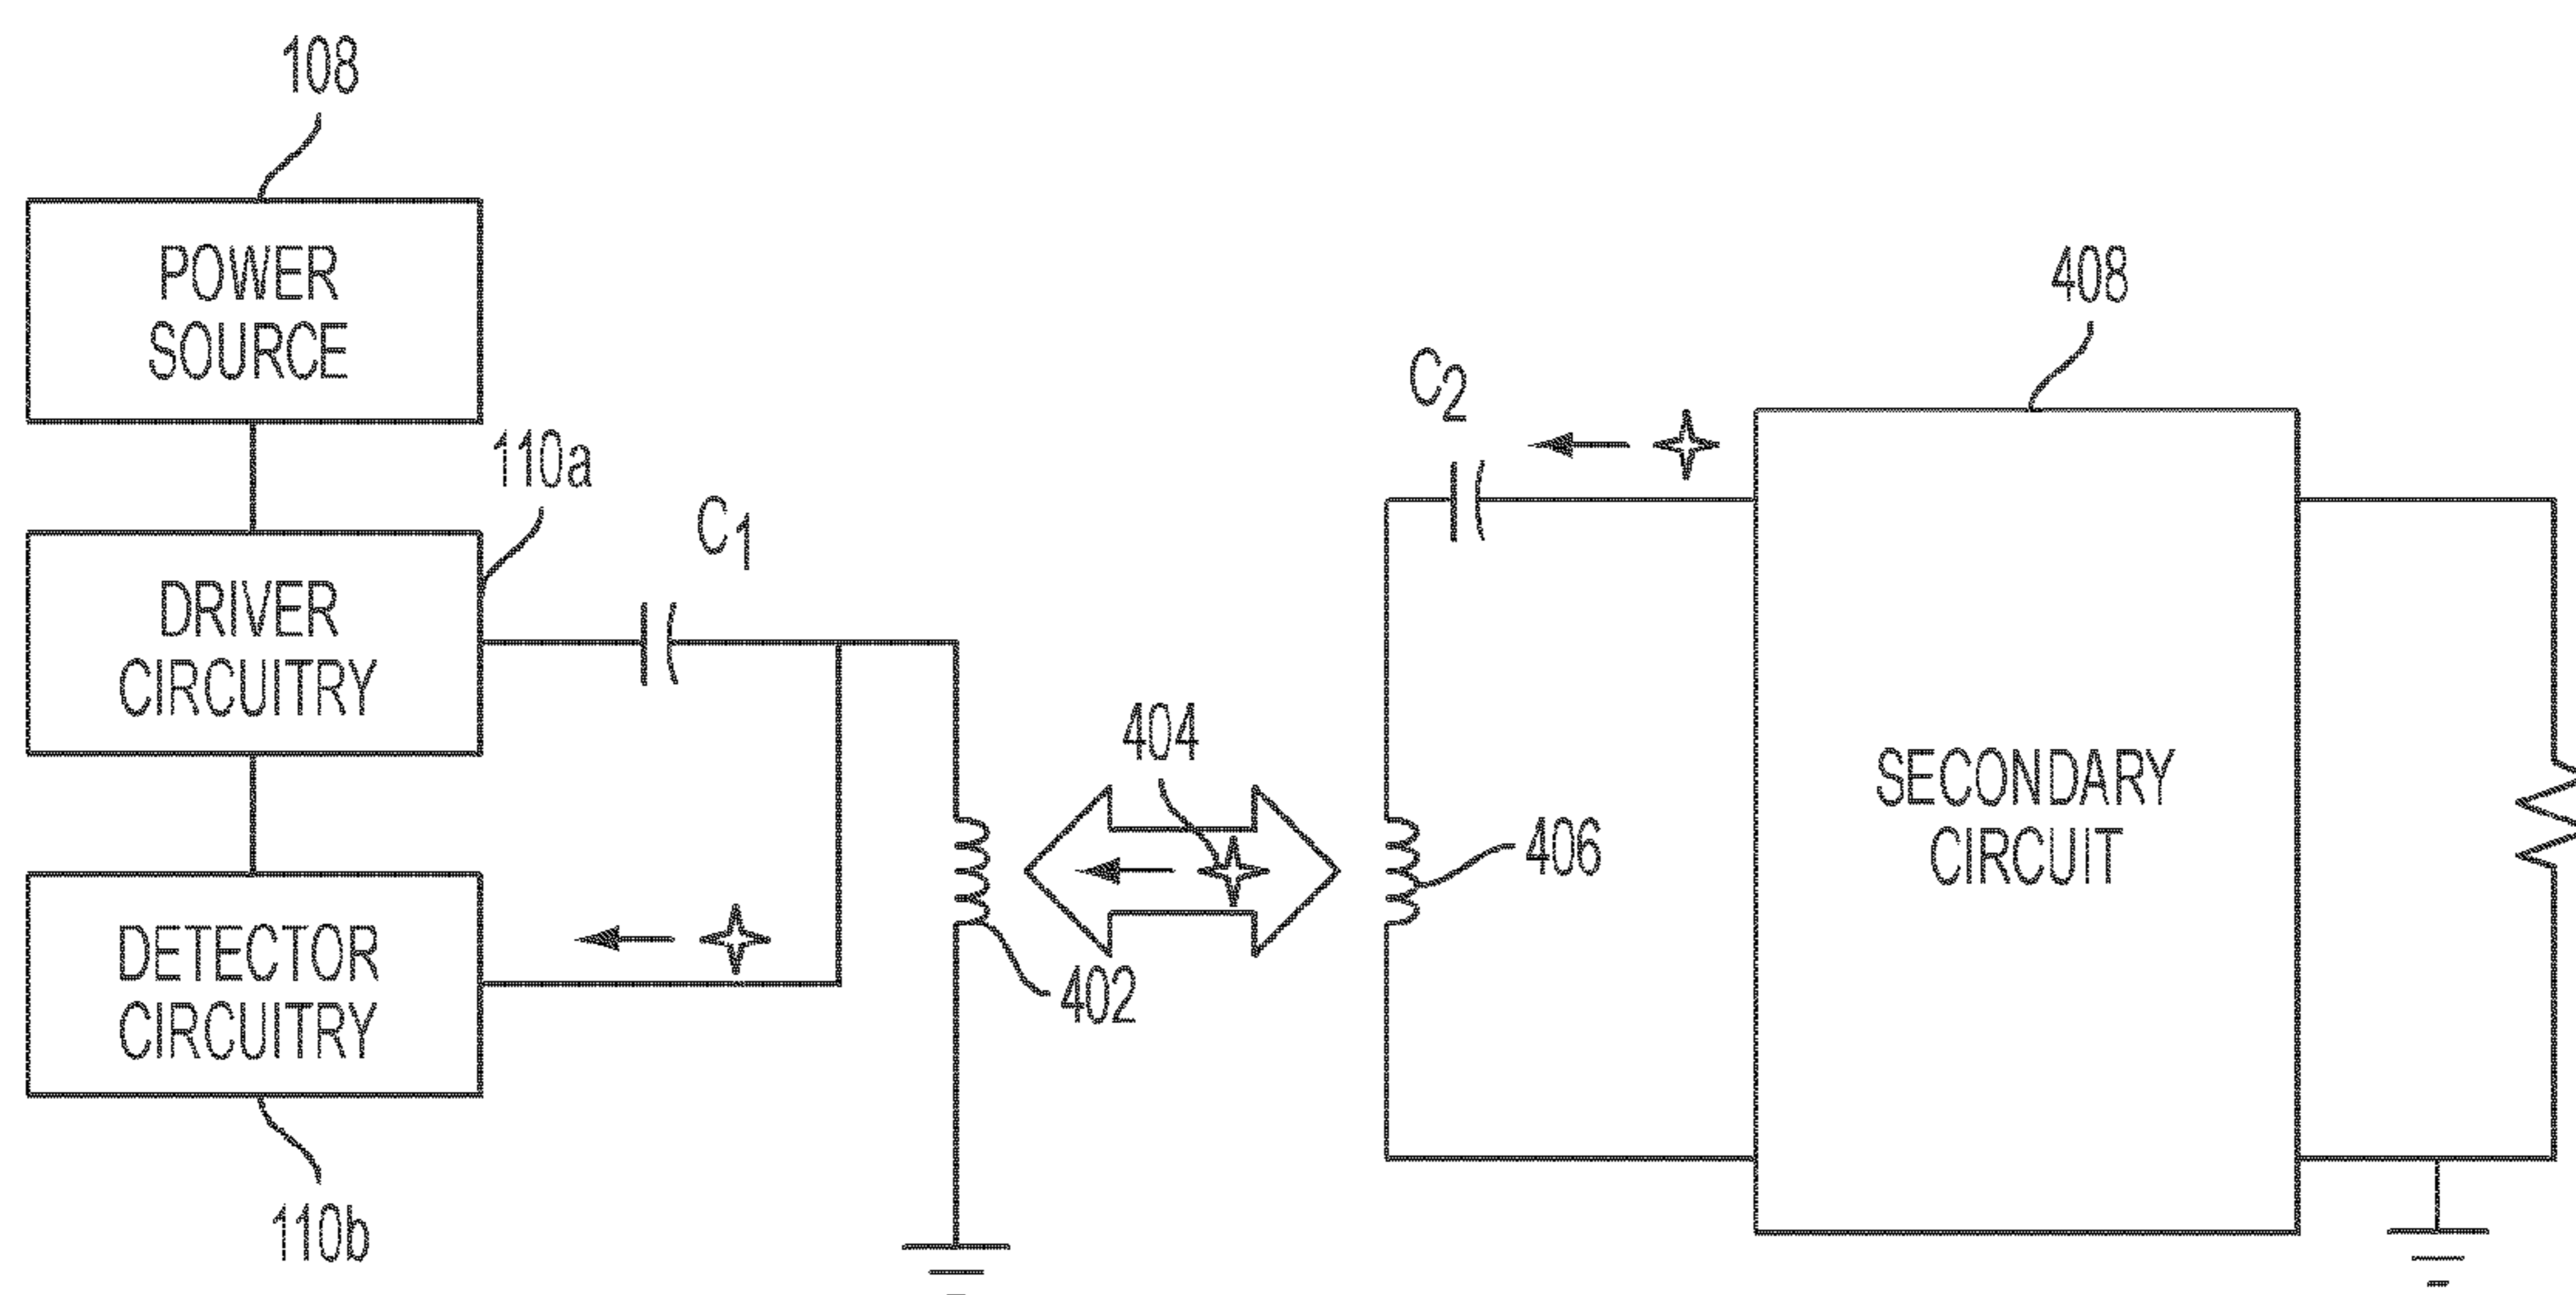 108
POWER
SOURCE
110a
DRIVER
CIRCUITRY
C1
DETECTOR
CIRCUITRY
110b
402
404
406
C2
408
SECONDARY
CIRCUIT